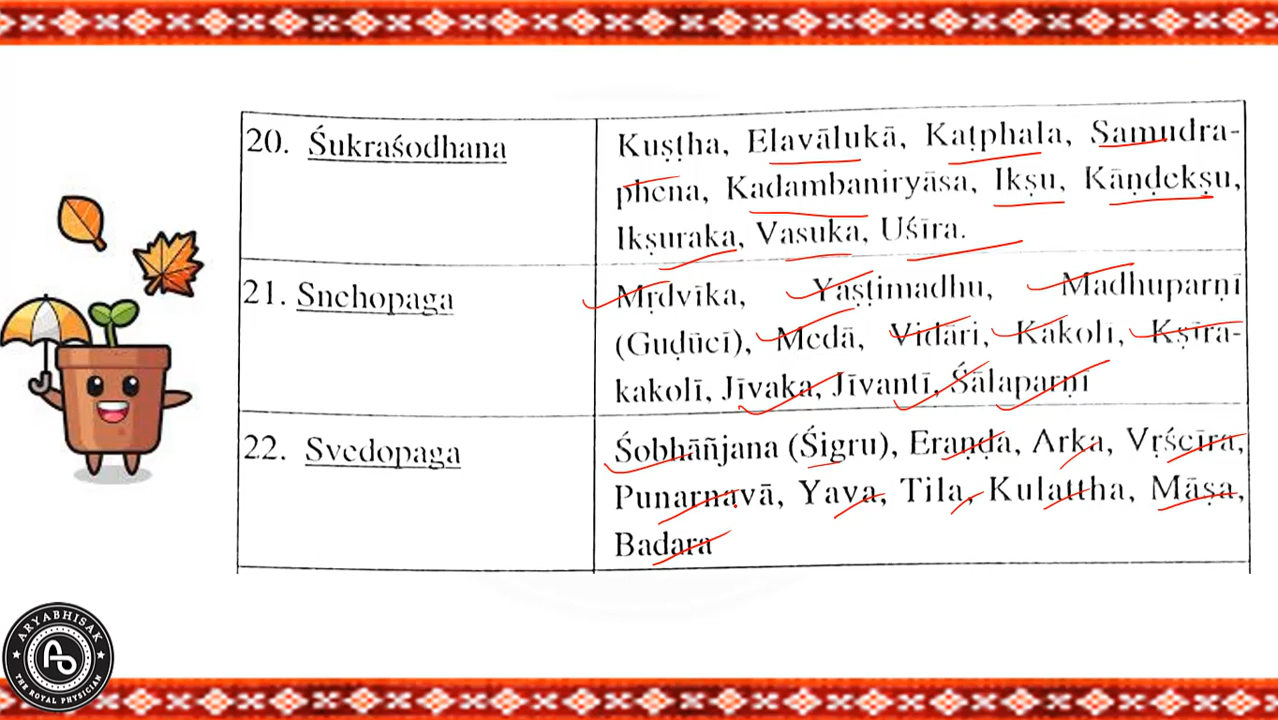 20. Śukraśodhana
Kuṣṭha, Elavālukā, Kaṭphala, Samudra-
phena, Kadambaniryāsa, Ikṣu, Kāṇḍekṣu,
Ikṣuraka, Vasuka, Uśīra.
21. Snehopaga
Mṛdvīka, Yaṣṭimadhu, Madhuparṇī
(Guḍūcī), Medā, Vidāri, Kākolī, Kṣīra-
kakolī, Jīvaka, Jīvantī, Śālaparṇī
22. Svedopaga
Śobhāñjana (Śigru), Eraṇḍa, Arka, Vṛścīra,
Punarnavā, Yava, Tila, Kulattha, Māṣa,
Badara
ARYABHISAK
THE ROYAL PHYSICIAN